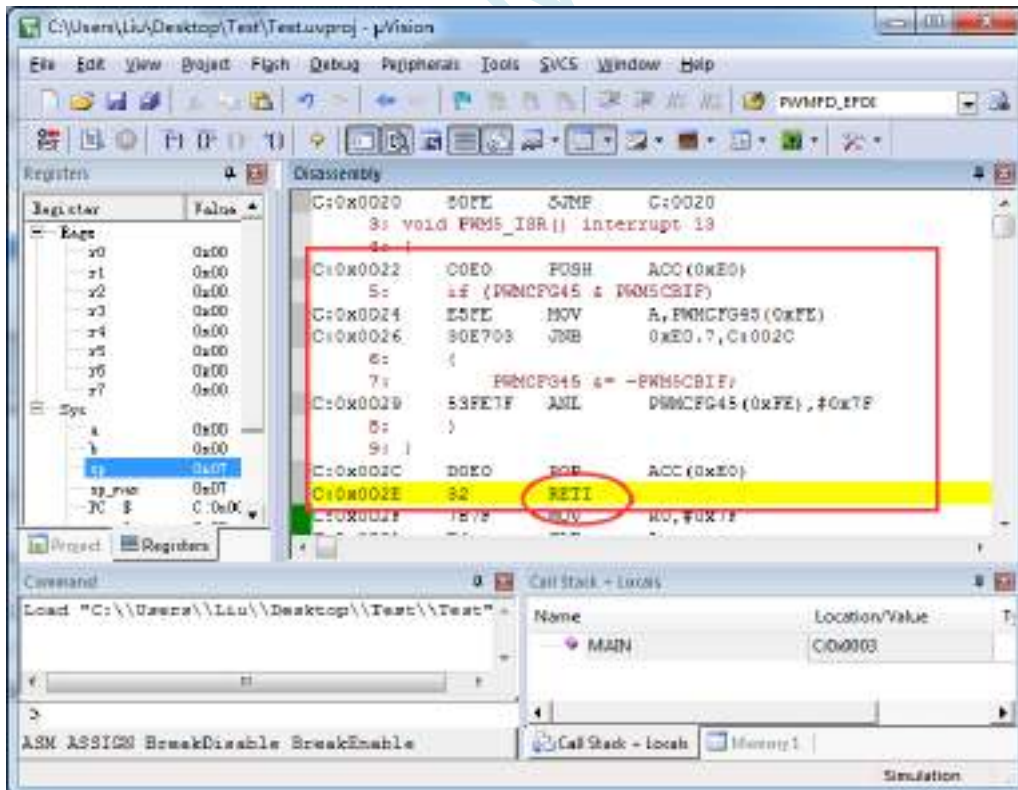 C:\Users\Liu\Desktop\Test\Test.uvproj - µVision
File Edit View Project Flash Debug Peripherals Tools SVCS Window Help
PWMFD_EFOI
Registers
Disassembly
Register Value
Regs
r0 0x00
r1 0x00
r2 0x00
r3 0x00
r4 0x00
r5 0x00
r6 0x00
r7 0x00
Sys
a 0x00
b 0x00
sp 0x07
sp_max 0x07
PC $
C:0x0020 80FE SJMP C:0020
3: void PWM5_ISR() interrupt 13
4: {
C:0x0022 C0E0 PUSH ACC(0xE0)
5: if (PWMCFG45 & PWM5CBIF)
C:0x0024 E5FE MOV A,PWMCFG45(0xFE)
C:0x0026 30E703 JNB 0xE0.7,C:002C
6: {
7: PWMCFG45 &= ~PWM5CBIF;
C:0x0029 53FE7F ANL PWMCFG45(0xFE),#0x7F
8: }
9: }
C:0x002C D0E0 POP ACC(0xE0)
C:0x002E 32 RETI
C:0x002F 787F MOV R0,#0x7F
Project Registers
Command
Load "C:\\Users\\Liu\\Desktop\\Test\\Test"
>
ASM ASSIGN BreakDisable BreakEnable
Call Stack + Locals
Name Location/Value
MAIN C:0x0003
Call Stack + Locals Memory 1
Simulation